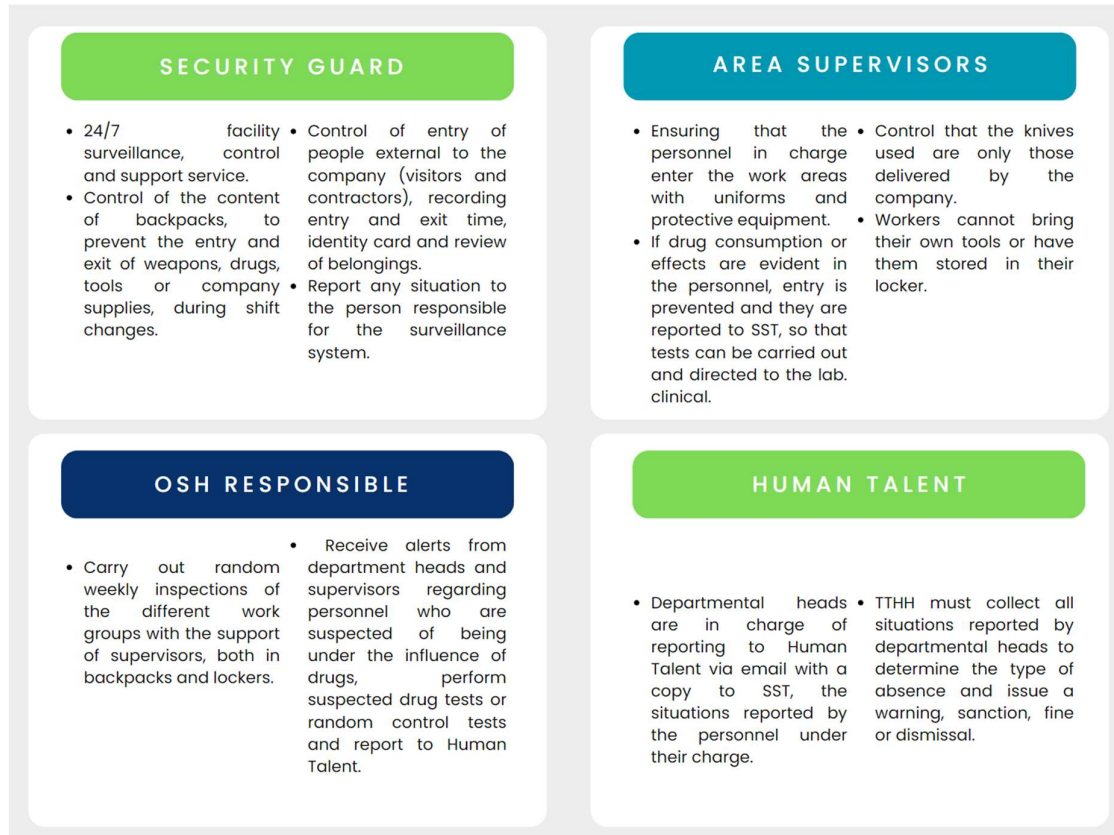 SECURITY GUARD
• 24/7 facility
surveillance, control
and support service.
• Control of the content
of backpacks, to
prevent the entry and
exit of weapons, drugs,
tools or company
supplies, during shift
changes.
• Control of entry of
people external to the
company (visitors and
contractors), recording
entry and exit time,
identity card and review
of belongings.
• Report any situation to
the person responsible
for the surveillance
system.
AREA SUPERVISORS
• Ensuring that the
personnel in charge
enter the work areas
with uniforms and
protective equipment.
• If drug consumption or
effects are evident in
the personnel, entry is
prevented and they are
reported to SST, so that
tests can be carried out
and directed to the lab.
clinical.
• Control that the knives
used are only those
delivered by the
company.
• Workers cannot bring
their own tools or have
them stored in their
locker.
OSH RESPONSIBLE
• Carry out random
weekly inspections of
the different work
groups with the support
of supervisors, both in
backpacks and lockers.
• Receive alerts from
department heads and
supervisors regarding
personnel who are
suspected of being
under the influence of
drugs, perform
suspected drug tests or
random control tests
and report to Human
Talent.
HUMAN TALENT
• Departmental heads
are in charge of
reporting to Human
Talent via email with a
copy to SST, the
situations reported by
the personnel under
their charge.
• TTHH must collect all
situations reported by
departmental heads to
determine the type of
absence and issue a
warning, sanction, fine
or dismissal.